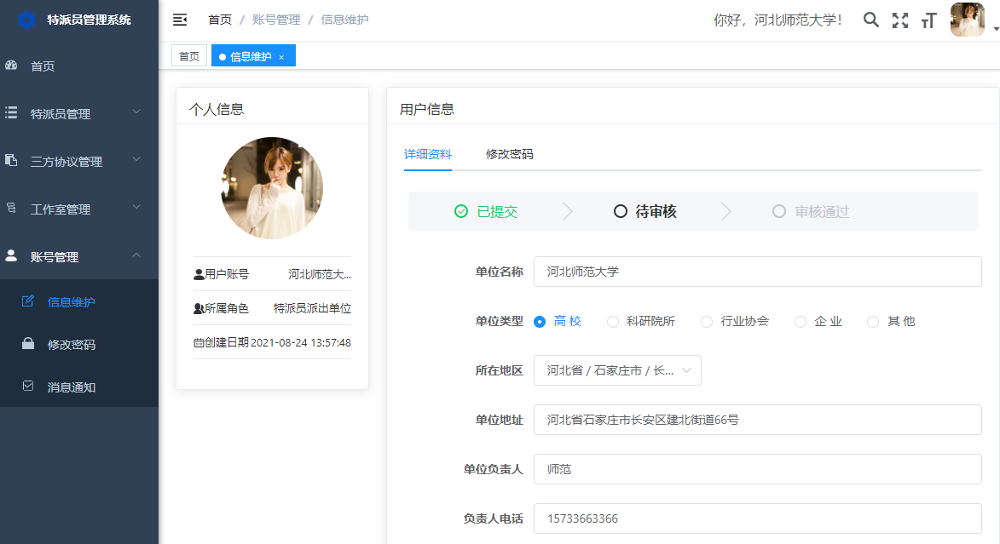 特派员管理系统
首页 / 账号管理 / 信息维护
你好，河北师范大学！
首页
信息维护 ×
首页
特派员管理
三方协议管理
工作室管理
账号管理
信息维护
修改密码
消息通知
个人信息
用户账号 河北师范大...
所属角色 特派员派出单位
创建日期 2021-08-24 13:57:48
用户信息
详细资料 修改密码
已提交 待审核 审核通过
单位名称 河北师范大学
单位类型 高 校 科研院所 行业协会 企 业 其 他
所在地区 河北省 / 石家庄市 / 长...
单位地址 河北省石家庄市长安区建北街道66号
单位负责人 师范
负责人电话 15733663366